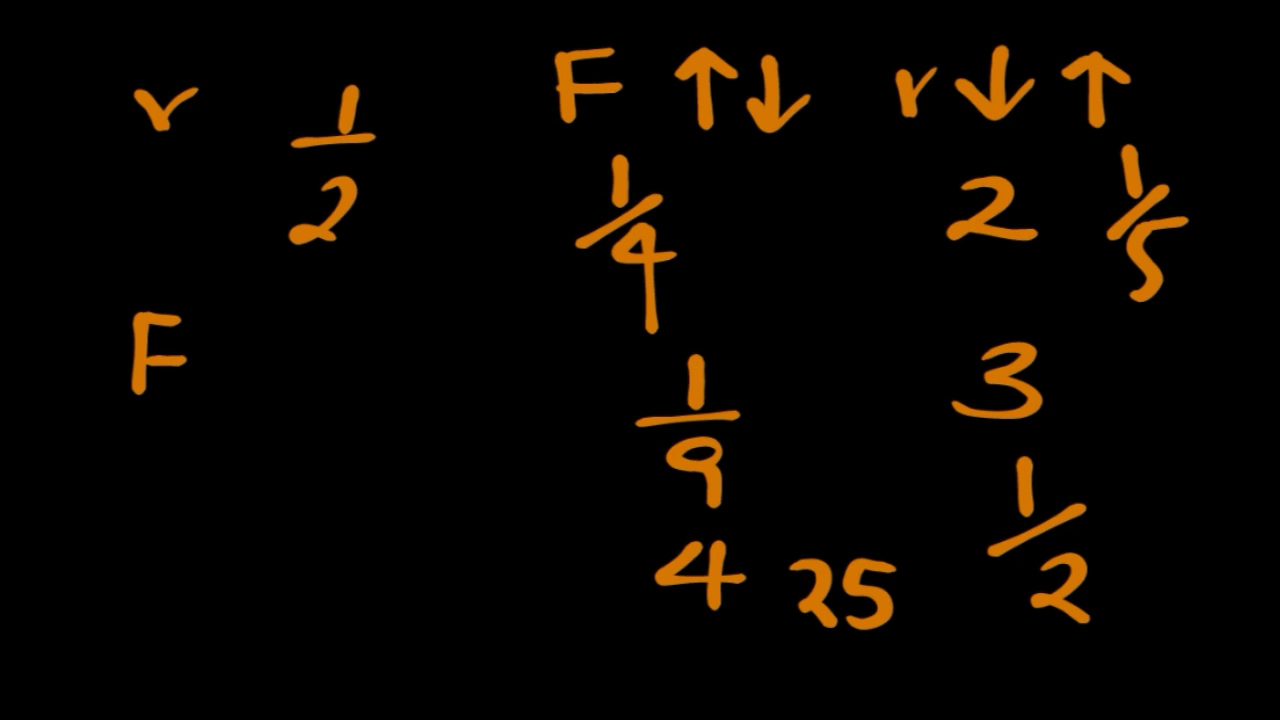 r 1/2 F ↑↓ r ↓ ↑
1/4 2 1/5
F
1/9 3
4 25 1/2